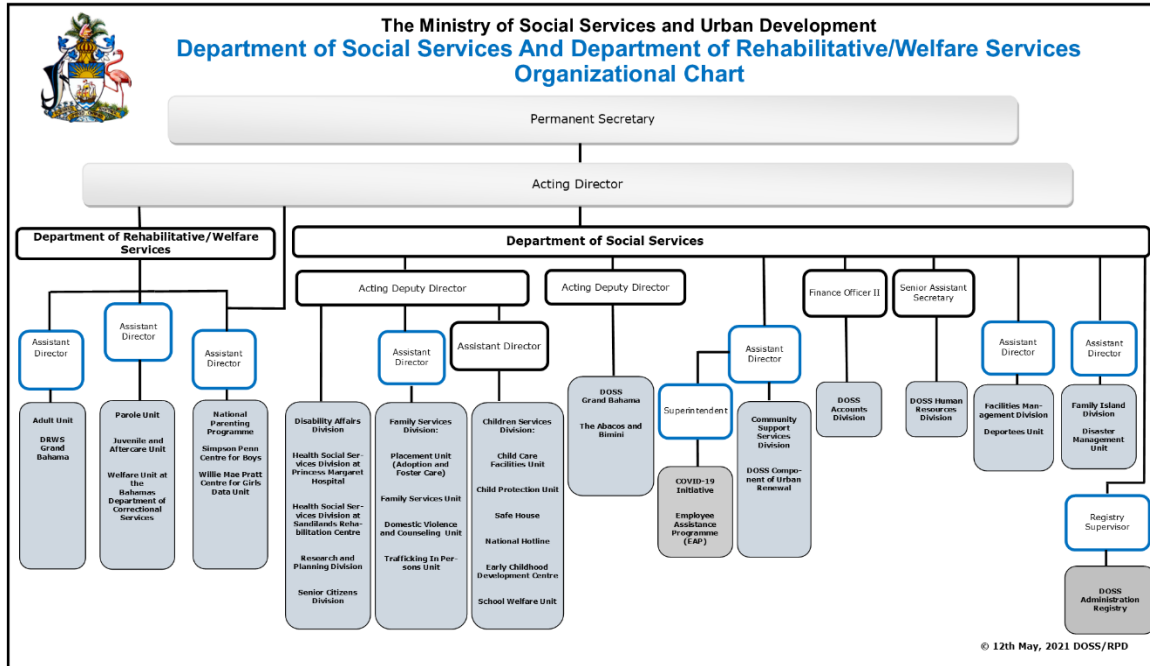 The Ministry of Social Services and Urban Development
Department of Social Services And Department of Rehabilitative/Welfare Services
Organizational Chart
Permanent Secretary
Acting Director
Department of Rehabilitative/Welfare
Services
Department of Social Services
Assistant
Director
Adult Unit
DRWS
Grand
Bahama
Assistant
Director
Parole Unit
Juvenile and
Aftercare Unit
Welfare Unit at
the
Bahamas
Department of
Correctional
Services
Assistant
Director
National
Parenting
Programme
Simpson Penn
Centre for Boys
Willie Mae Pratt
Centre for Girls
Data Unit
Acting Deputy Director
Disability Affairs
Division
Health Social Ser-
vices Division at
Princess Margaret
Hospital
Health Social Ser-
vices Division at
Sandilands Reha-
bilitation Centre
Research and
Planning Division
Senior Citizens
Division
Assistant
Director
Family Services
Division:
Placement Unit
(Adoption and
Foster Care)
Family Services
Unit
Domestic Violence
and Counseling Unit
Trafficking In Per-
sons Unit
Assistant Director
Children Services
Division:
Child Care
Facilities Unit
Child Protection Unit
Safe House
National Hotline
Early Childhood
Development Centre
School Welfare Unit
Acting Deputy Director
DOSS
Grand Bahama
The Abacos and
Bimini
Assistant
Director
Superintendent
COVID-19
Initiative
Employee
Assistance
Programme
(EAP)
Community
Support
Services
Division
DOSS Compo-
nent of Urban
Renewal
Finance Officer II
DOSS
Accounts
Division
Senior Assistant
Secretary
DOSS Human
Resources
Division
Assistant
Director
Facilities Man-
agement Division
Deportees Unit
Assistant
Director
Family Island
Division
Disaster
Management
Unit
Registry
Supervisor
DOSS
Administration
Registry
© 12th May, 2021 DOSS/RPD